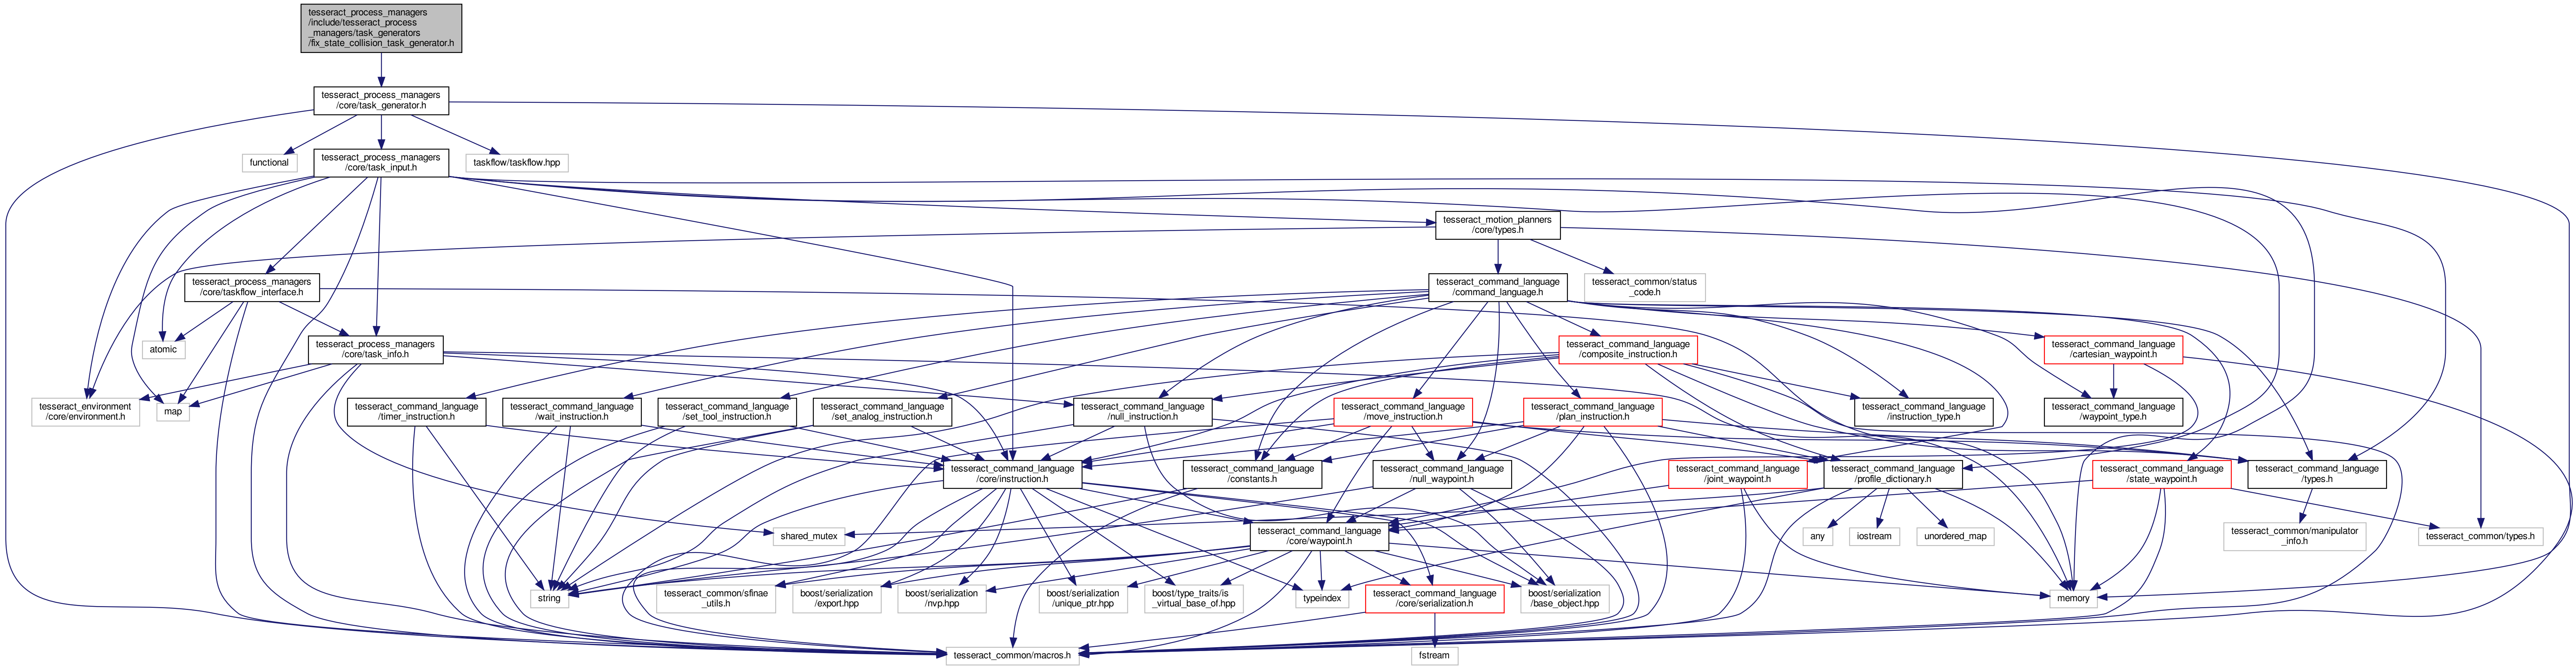 tesseract_process_managers
/include/tesseract_process
_managers/task_generators
/fix_state_collision_task_generator.h
tesseract_process_managers
/core/task_generator.h
functional
tesseract_process_managers
/core/task_input.h
taskflow/taskflow.hpp
tesseract_motion_planners
/core/types.h
tesseract_process_managers
/core/taskflow_interface.h
tesseract_command_language
/command_language.h
tesseract_common/status
_code.h
atomic
tesseract_process_managers
/core/task_info.h
tesseract_command_language
/composite_instruction.h
tesseract_command_language
/cartesian_waypoint.h
tesseract_environment
/core/environment.h
map
tesseract_command_language
/timer_instruction.h
tesseract_command_language
/wait_instruction.h
tesseract_command_language
/set_tool_instruction.h
tesseract_command_language
/set_analog_instruction.h
tesseract_command_language
/null_instruction.h
tesseract_command_language
/move_instruction.h
tesseract_command_language
/plan_instruction.h
tesseract_command_language
/instruction_type.h
tesseract_command_language
/waypoint_type.h
tesseract_command_language
/core/instruction.h
tesseract_command_language
/constants.h
tesseract_command_language
/null_waypoint.h
tesseract_command_language
/joint_waypoint.h
tesseract_command_language
/profile_dictionary.h
tesseract_command_language
/state_waypoint.h
tesseract_command_language
/types.h
shared_mutex
tesseract_command_language
/core/waypoint.h
any
iostream
unordered_map
tesseract_common/manipulator
_info.h
tesseract_common/types.h
string
tesseract_common/sfinae
_utils.h
boost/serialization
/export.hpp
boost/serialization
/nvp.hpp
boost/serialization
/unique_ptr.hpp
boost/type_traits/is
_virtual_base_of.hpp
typeindex
tesseract_command_language
/core/serialization.h
boost/serialization
/base_object.hpp
memory
tesseract_common/macros.h
fstream